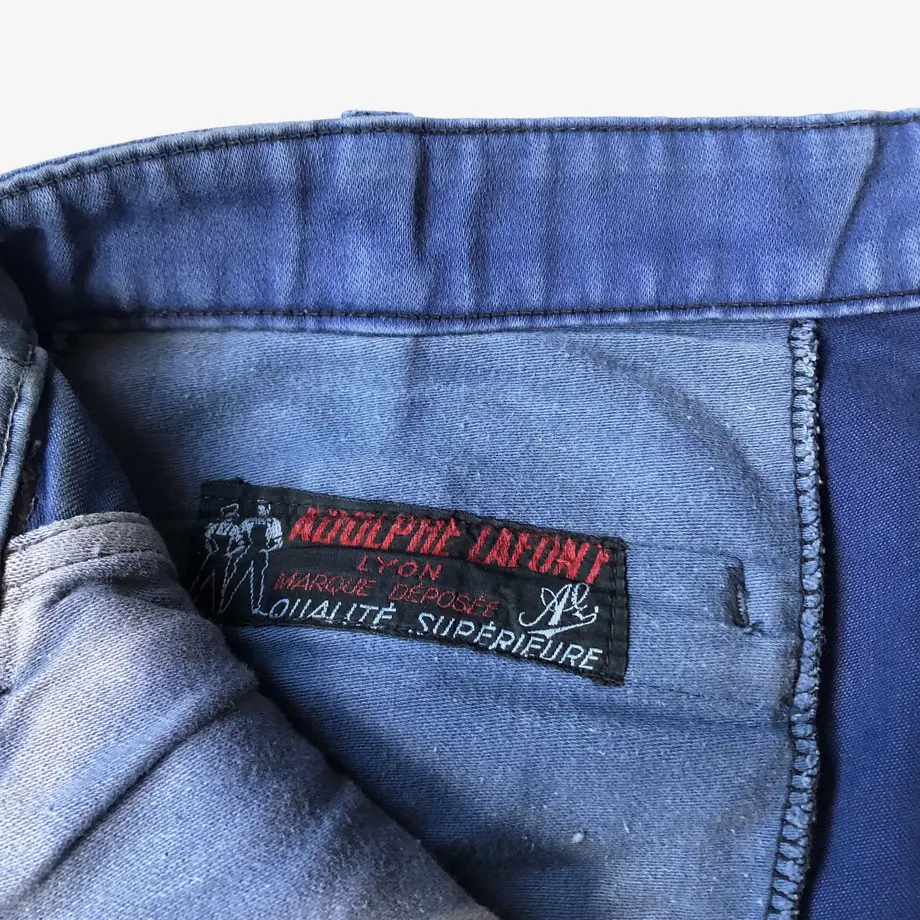 ADOLPHE LAFONT
LYON
MARQUE DÉPOSÉE
QUALITÉ SUPÉRIEURE